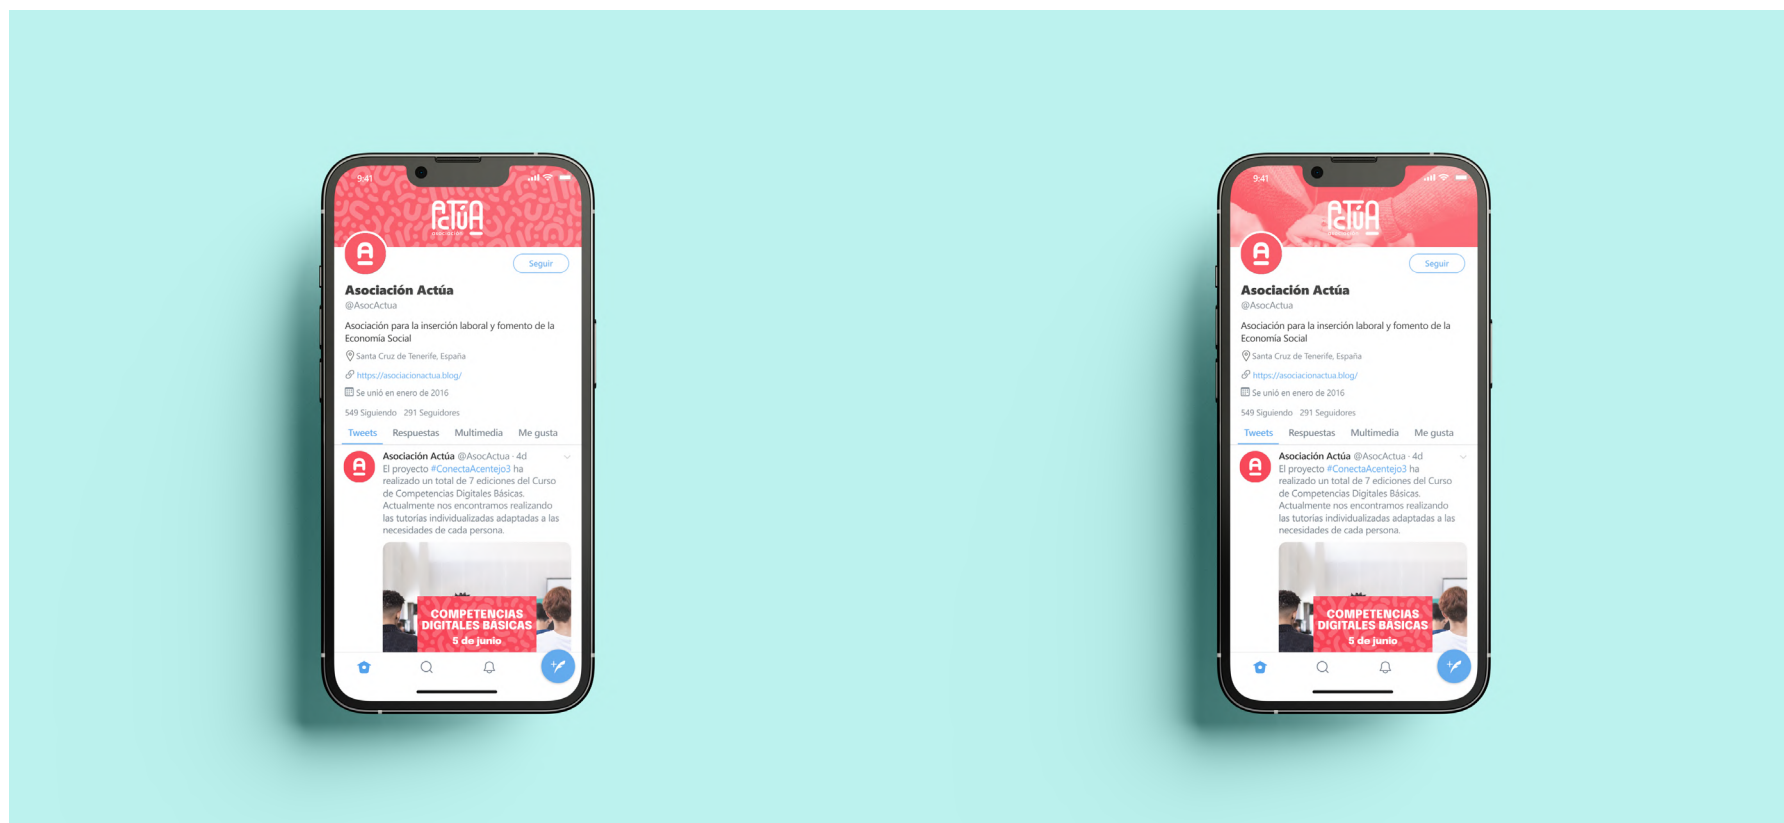 9:41
ACTÚA
asociación
A
Seguir
Asociación Actúa
@AsocActua
Asociación para la inserción laboral y fomento de la
Economía Social
Santa Cruz de Tenerife, España
https://asociacionactua.blog/
Se unió en enero de 2016
549 Siguiendo 291 Seguidores
Tweets Respuestas Multimedia Me gusta
A
Asociación Actúa @AsocActua · 4d
El proyecto #ConectaAcentejo3 ha
realizado un total de 7 ediciones del Curso
de Competencias Digitales Básicas.
Actualmente nos encontramos realizando
las tutorias individualizadas adaptadas a las
necesidades de cada persona.
COMPETENCIAS
DIGITALES BÁSICAS
5 de junio
9:41
ACTÚA
asociación
A
Seguir
Asociación Actúa
@AsocActua
Asociación para la inserción laboral y fomento de la
Economía Social
Santa Cruz de Tenerife, España
https://asociacionactua.blog/
Se unió en enero de 2016
549 Siguiendo 291 Seguidores
Tweets Respuestas Multimedia Me gusta
A
Asociación Actúa @AsocActua · 4d
El proyecto #ConectaAcentejo3 ha
realizado un total de 7 ediciones del Curso
de Competencias Digitales Básicas.
Actualmente nos encontramos realizando
las tutorias individualizadas adaptadas a las
necesidades de cada persona.
COMPETENCIAS
DIGITALES BÁSICAS
5 de junio